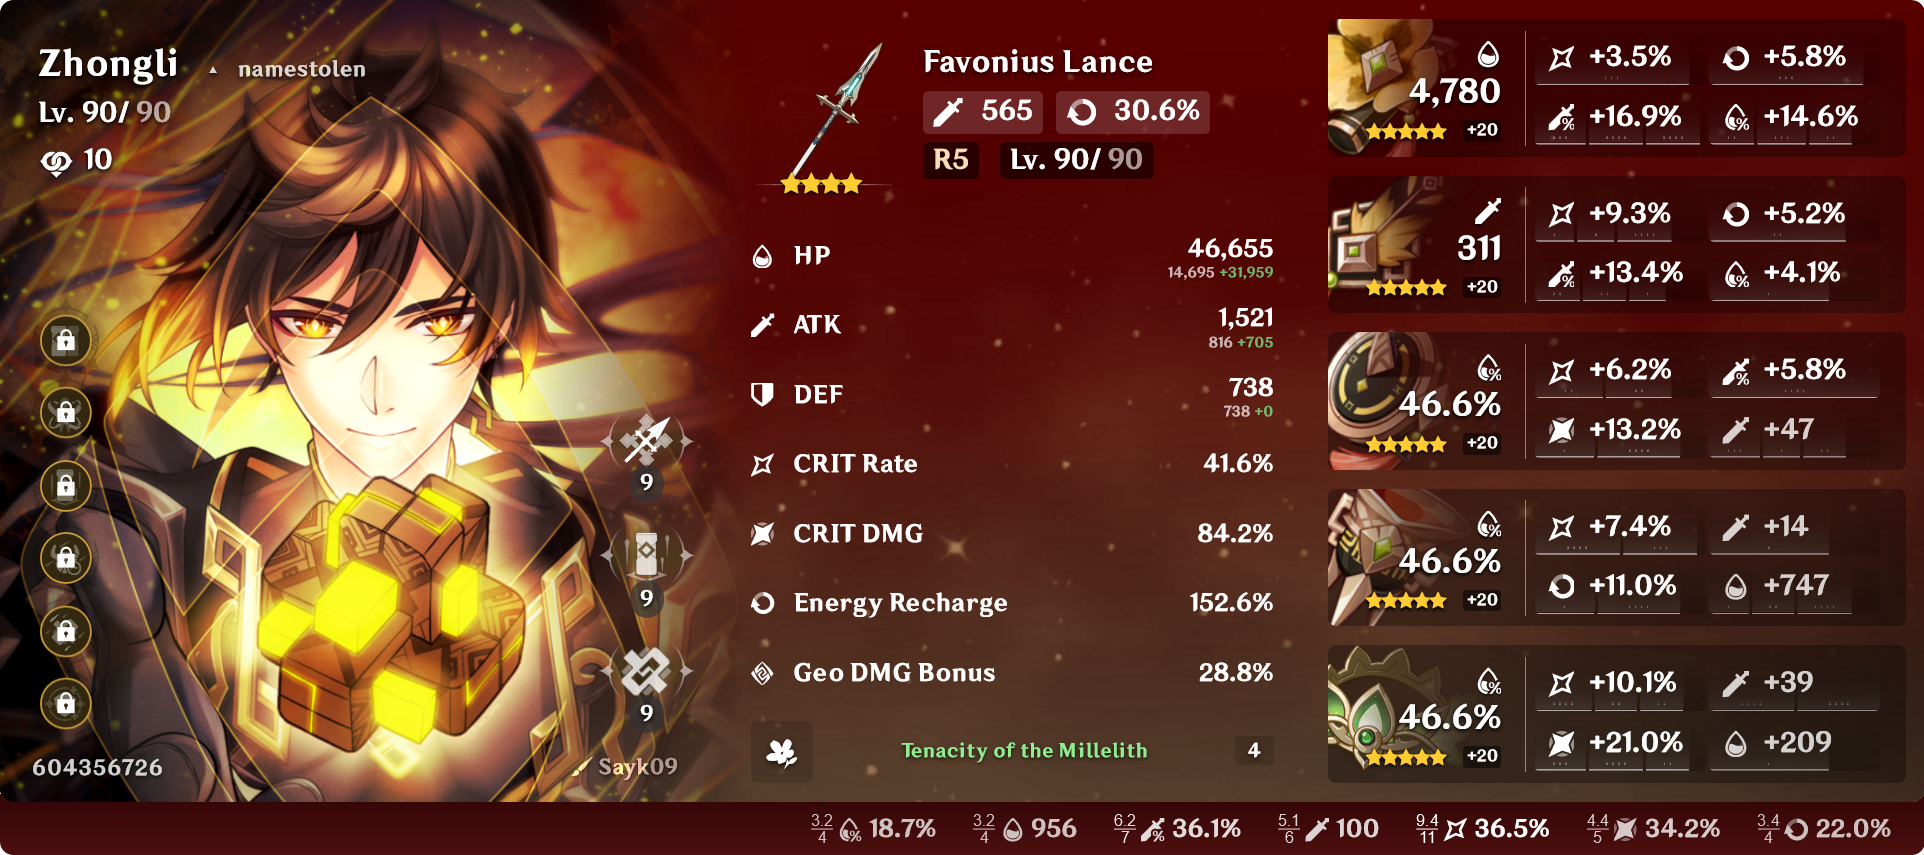 Zhongli ▲ namestolen
Lv. 90/ 90
10
9
9
9
604356726
Sayk09
Favonius Lance
565 30.6%
R5 Lv. 90/ 90
HP 46,655
14,695 +31,959
ATK 1,521
816 +705
DEF 738
738 +0
CRIT Rate 41.6%
CRIT DMG 84.2%
Energy Recharge 152.6%
Geo DMG Bonus 28.8%
Tenacity of the Millelith 4
4,780
+20
+3.5% +5.8%
+16.9% +14.6%
311
+20
+9.3% +5.2%
+13.4% +4.1%
46.6%
+20
+6.2% +5.8%
+13.2% +47
46.6%
+20
+7.4% +14
+11.0% +747
46.6%
+20
+10.1% +39
+21.0% +209
3.2/4 18.7% 3.2/4 956 6.2/7 36.1% 5.1/6 100 9.4/11 36.5% 4.4/5 34.2% 3.4/4 22.0%